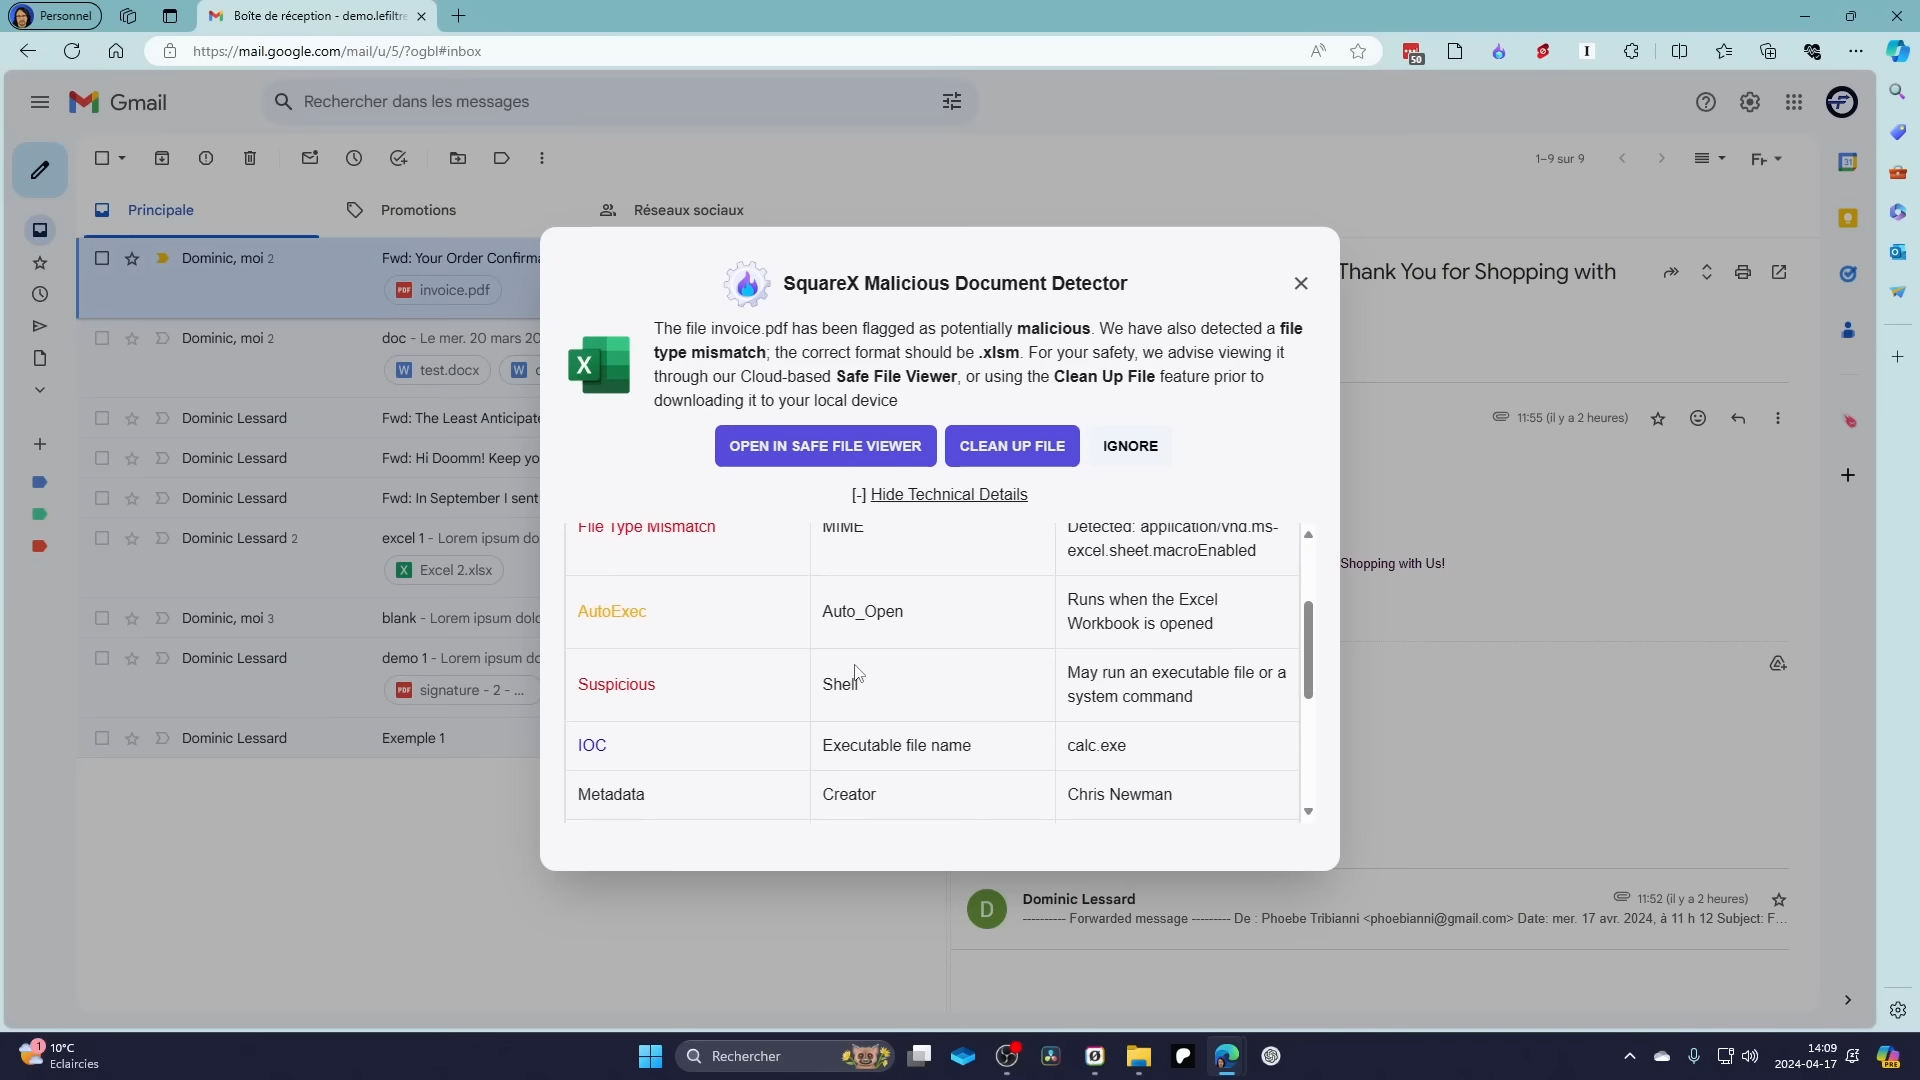 Personnel
Boîte de réception - demo.lefiltre
https://mail.google.com/mail/u/5/?ogbl#inbox
50
Gmail
Rechercher dans les messages
1–9 sur 9
Fr
Principale
Promotions
Réseaux sociaux
Dominic, moi 2
Fwd: Your Order Confirma
PDF invoice.pdf
Dominic, moi 2
doc - Le mer. 20 mars 20
W test.docx
W
Dominic Lessard
Fwd: The Least Anticipate
Dominic Lessard
Fwd: Hi Doomm! Keep yo
Dominic Lessard
Fwd: In September I sent
Dominic Lessard 2
excel 1 - Lorem ipsum do
X Excel 2.xlsx
Dominic, moi 3
blank - Lorem ipsum dolo
Dominic Lessard
demo 1 - Lorem ipsum do
PDF signature - 2 - ...
Dominic Lessard
Exemple 1
Thank You for Shopping with
11:55 (il y a 2 heures)
Shopping with Us!
SquareX Malicious Document Detector
X
The file invoice.pdf has been flagged as potentially malicious. We have also detected a file
type mismatch; the correct format should be .xlsm. For your safety, we advise viewing it
through our Cloud-based Safe File Viewer, or using the Clean Up File feature prior to
downloading it to your local device
OPEN IN SAFE FILE VIEWER
CLEAN UP FILE
IGNORE
[-] Hide Technical Details
File Type Mismatch
MIME
Detected: application/vnd.ms-
excel.sheet.macroEnabled
AutoExec
Auto_Open
Runs when the Excel
Workbook is opened
Suspicious
Shell
May run an executable file or a
system command
IOC
Executable file name
calc.exe
Metadata
Creator
Chris Newman
D
Dominic Lessard
11:52 (il y a 2 heures)
---------- Forwarded message --------- De : Phoebe Tribianni <phoebianni@gmail.com> Date: mer. 17 avr. 2024, à 11 h 12 Subject: F...
1
10°C
Eclaircies
Rechercher
14:09
2024-04-17
PRE
31